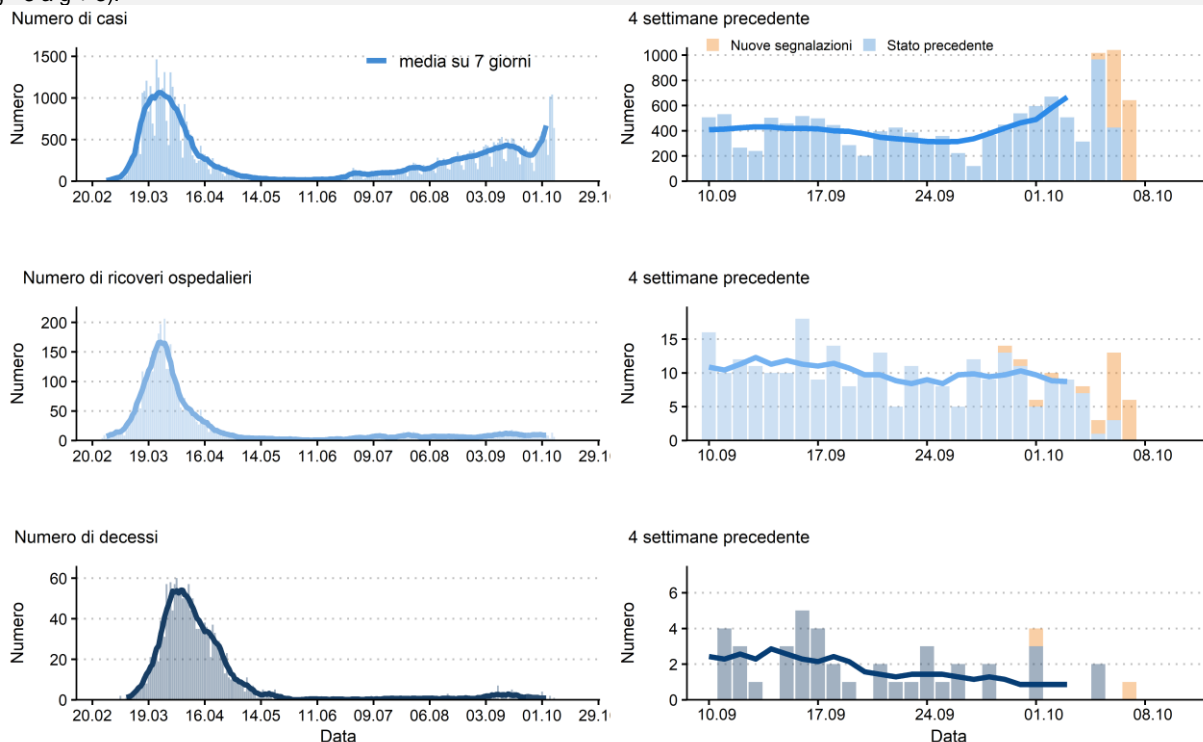 Numero di casi
4 settimane precedente
Nuove segnalazioni Stato precedente
media su 7 giorni
Numero
1500
1000
500
0
20.02 19.03 16.04 14.05 11.06 09.07 06.08 03.09 01.10 29.1
Numero
1000
800
600
400
200
0
10.09 17.09 24.09 01.10 08.10
Numero di ricoveri ospedalieri
4 settimane precedente
Numero
200
150
100
50
0
20.02 19.03 16.04 14.05 11.06 09.07 06.08 03.09 01.10 29.1
Numero
15
10
5
0
10.09 17.09 24.09 01.10 08.10
Numero di decessi
4 settimane precedente
Numero
60
40
20
0
20.02 19.03 16.04 14.05 11.06 09.07 06.08 03.09 01.10 29.1
Data
Numero
6
4
2
0
10.09 17.09 24.09 01.10 08.10
Data